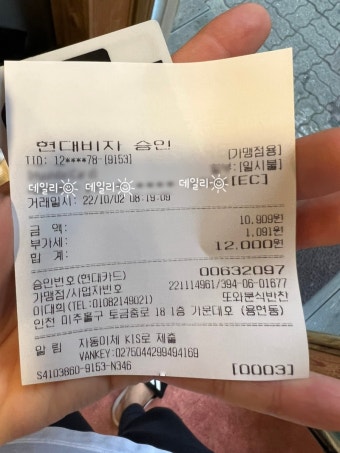 현대비자 승인
TID: 12****78-[9153] [가맹점용]
[일시불]
데일리 데일리 **** 데일리 [EC]
거래일시: 22/10/02 08:19:09
금 액: 10,909원
부가세: 1,091원
합 계: 12,000원
승인번호(현대카드) 00632097
가맹점/사업자번호 221114961/394-06-01677
이대희(TEL:01082149021) 또와분식반찬
인천 미추홀구 토금중로 18 1층 가본대호 (용현동)
알 림 자동이체 KIS로 제출
VANKEY:0275044299494169
S4103860-9153-N346 [0003]